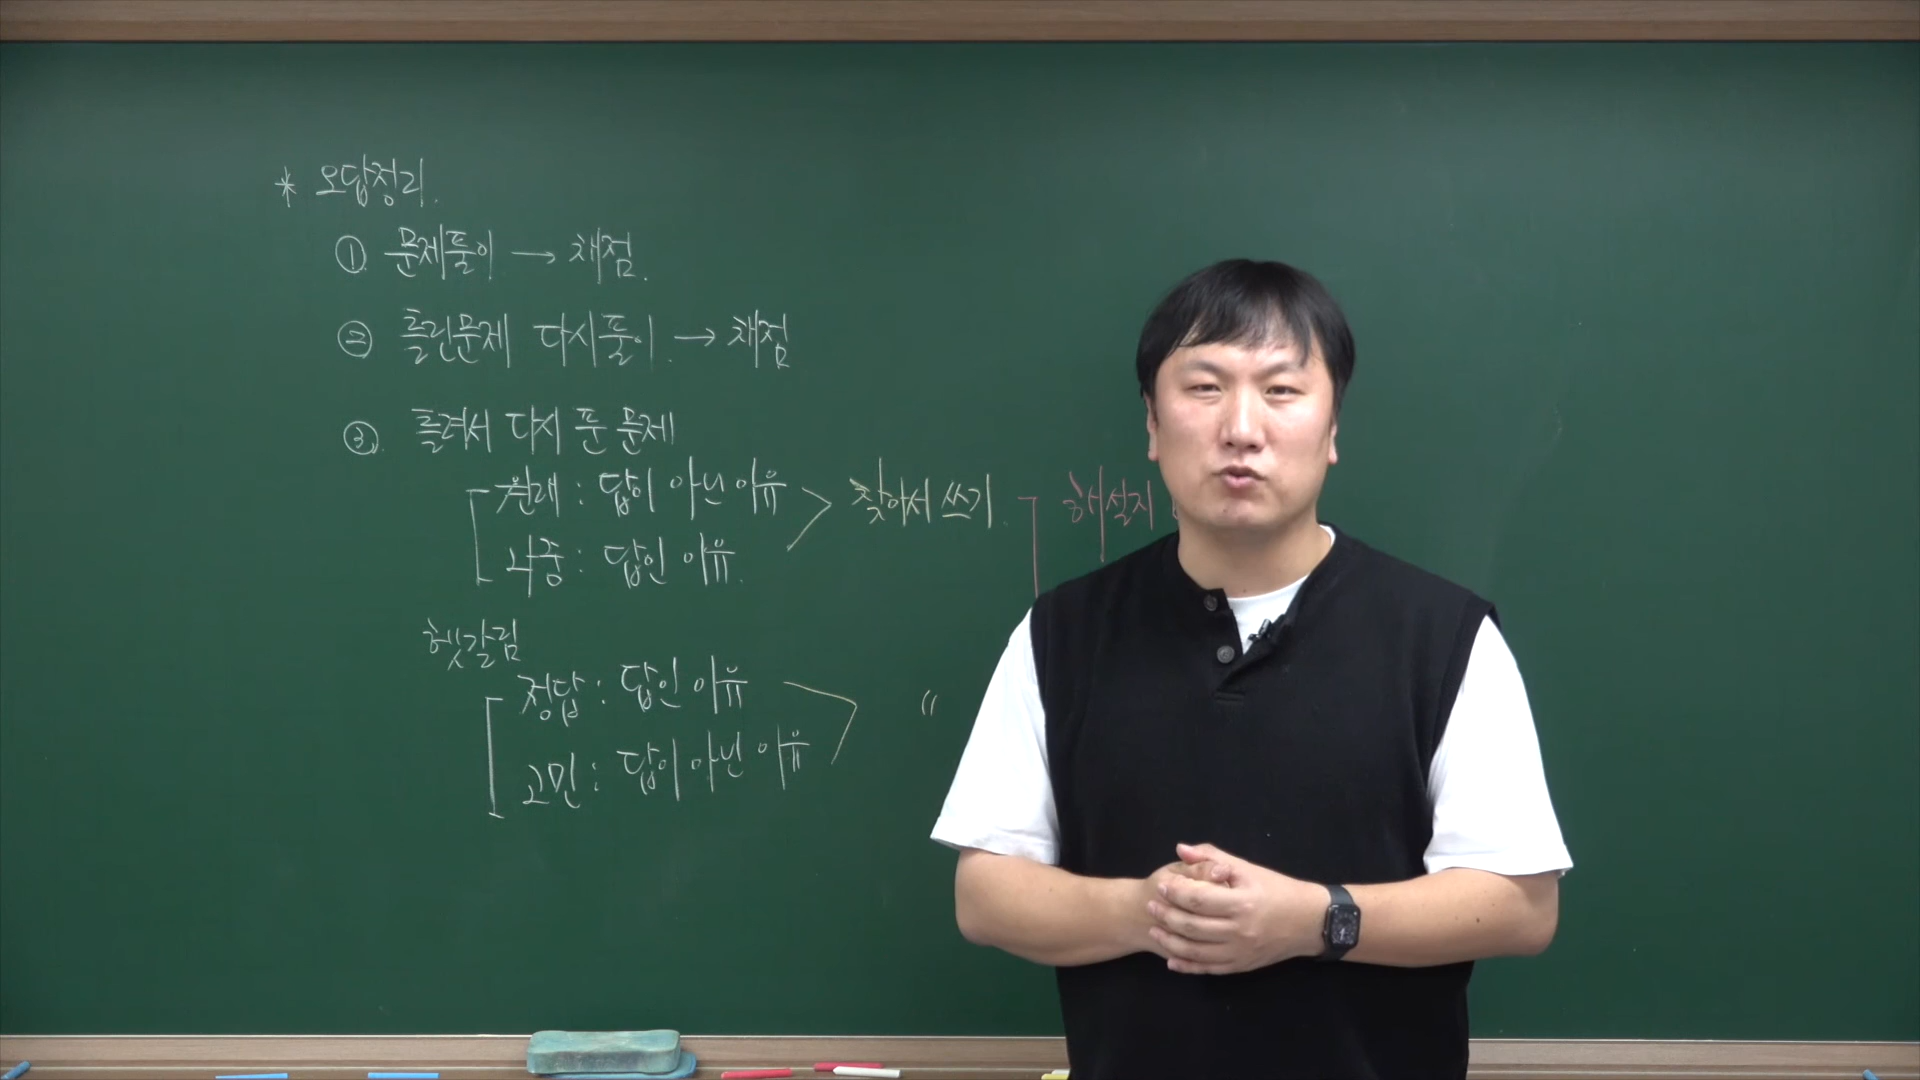 * 오답정리.
① 문제풀이 → 채점.
② 틀린문제 다시풀이. → 채점
③ 틀려서 다시 푼 문제
원래 : 답이 아닌 이유 찾아서 쓰기. 해설지
나중 : 답인 이유.
헷갈림
정답 : 답인 이유 "
고민 : 답이 아닌 이유